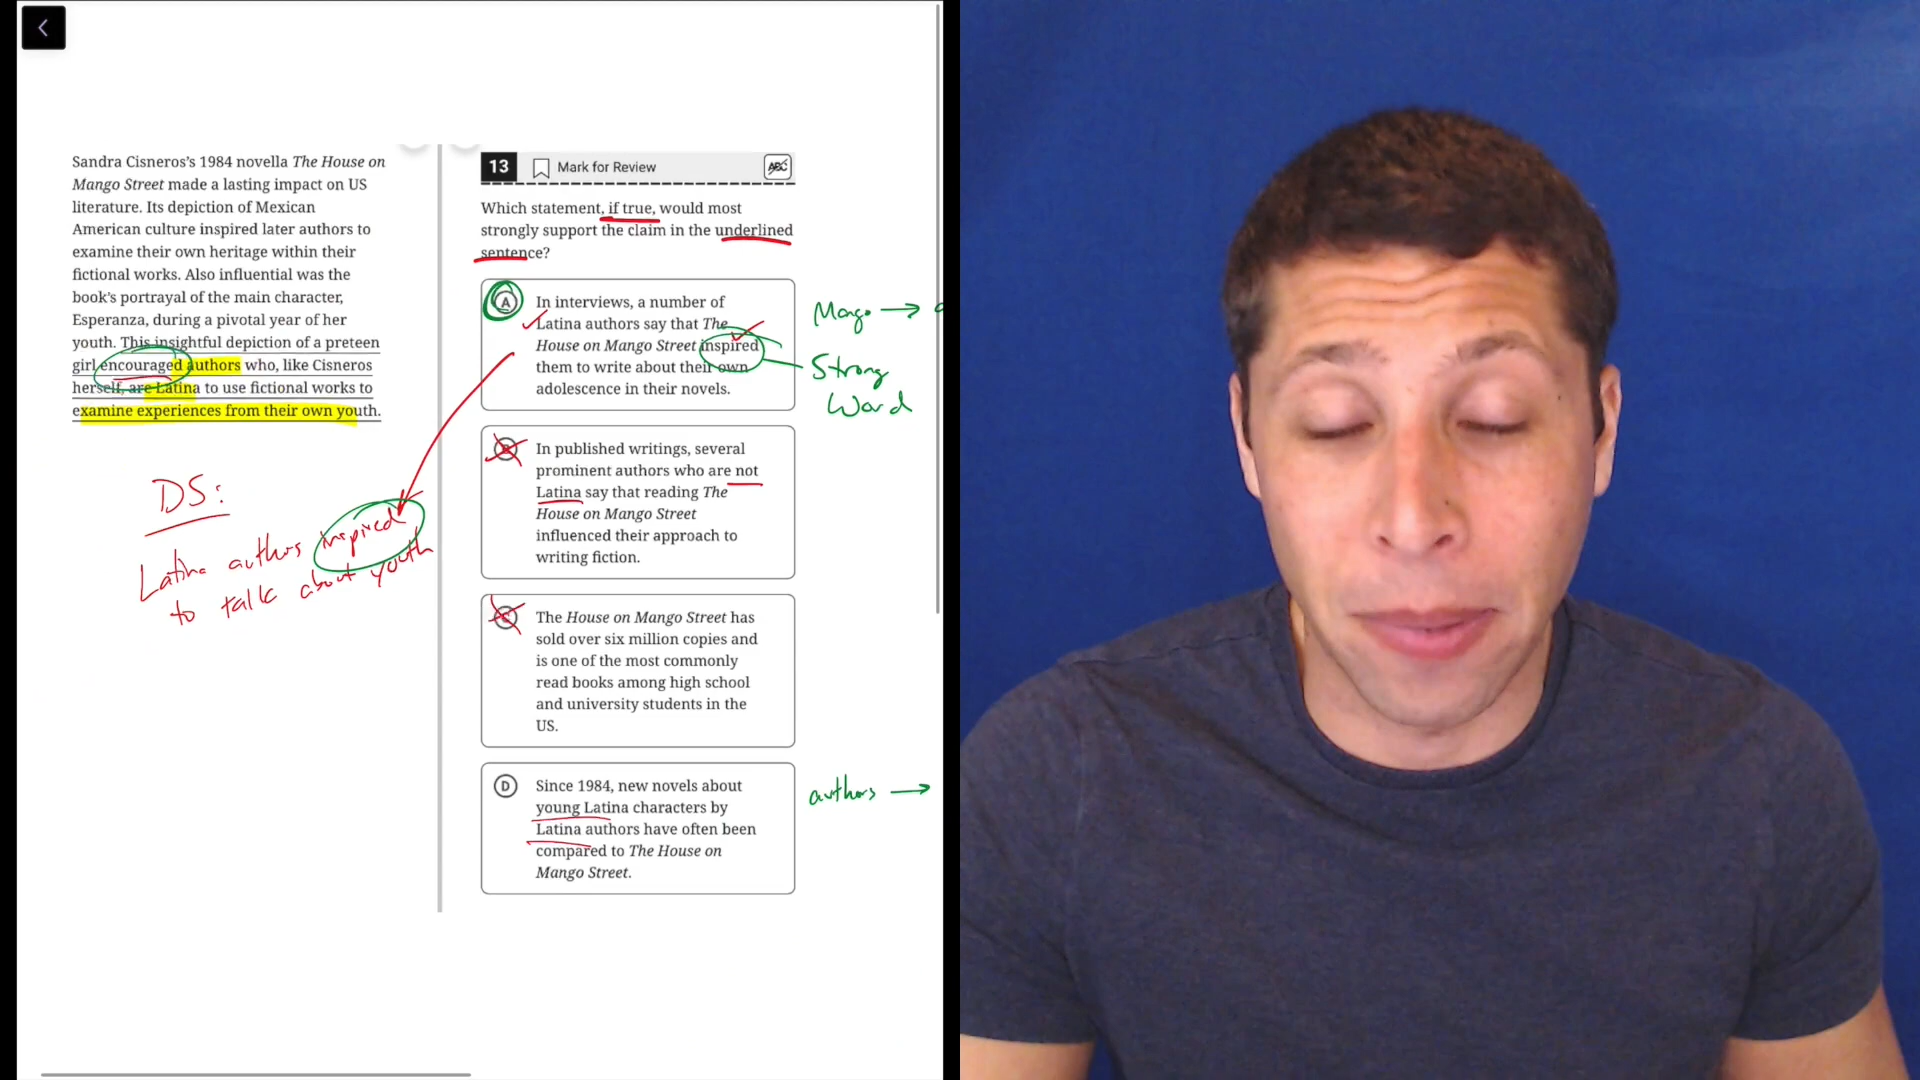 Sandra Cisneros's 1984 novella The House on
Mango Street made a lasting impact on US
literature. Its depiction of Mexican
American culture inspired later authors to
examine their own heritage within their
fictional works. Also influential was the
book's portrayal of the main character,
Esperanza, during a pivotal year of her
youth. This insightful depiction of a preteen
girl encouraged authors who, like Cisneros
herself, are Latina to use fictional works to
examine experiences from their own youth.
DS:
Latina authors inspired
to talk about youth
13 Mark for Review ABC
Which statement, if true, would most
strongly support the claim in the underlined
sentence?
A In interviews, a number of
Latina authors say that The
House on Mango Street inspired
them to write about their own
adolescence in their novels.
Mango →
Strong
Word
B In published writings, several
prominent authors who are not
Latina say that reading The
House on Mango Street
influenced their approach to
writing fiction.
C The House on Mango Street has
sold over six million copies and
is one of the most commonly
read books among high school
and university students in the
US.
D Since 1984, new novels about
young Latina characters by
Latina authors have often been
compared to The House on
Mango Street.
authors →